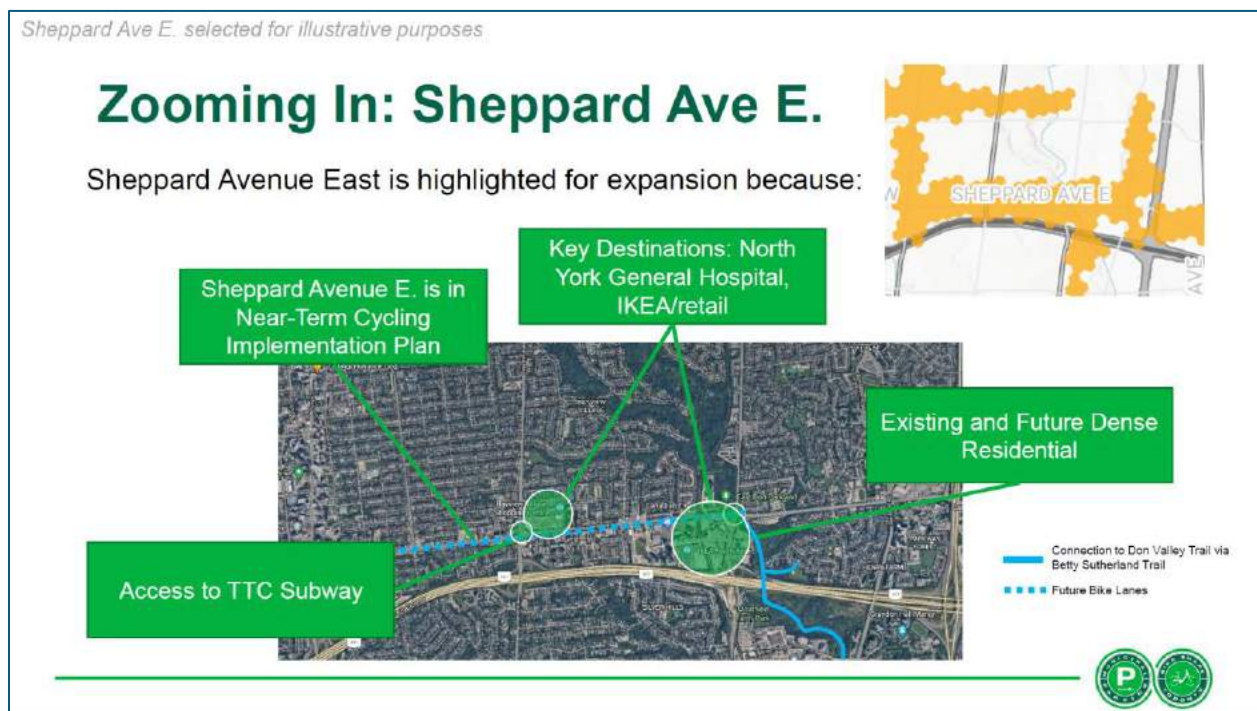 Sheppard Ave E. selected for illustrative purposes
Zooming In: Sheppard Ave E.
Sheppard Avenue East is highlighted for expansion because:
SHEPPARD AVE E
AVE
Key Destinations: North
York General Hospital,
IKEA/retail
Sheppard Avenue E. is in
Near-Term Cycling
Implementation Plan
Existing and Future Dense
Residential
Access to TTC Subway
Connection to Don Valley Trail via
Betty Sutherland Trail
Future Bike Lanes
P